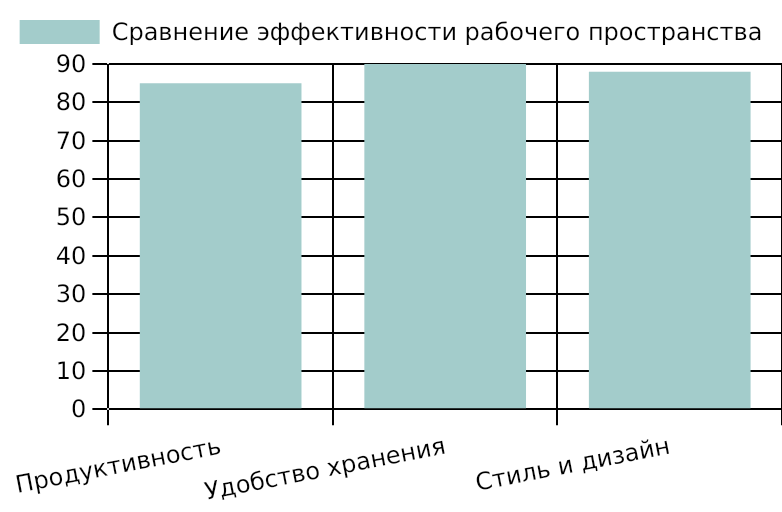 Сравнение эффективности рабочего пространства
90
80
70
60
50
40
30
20
10
0
Продуктивность
Удобство хранения
Стиль и дизайн